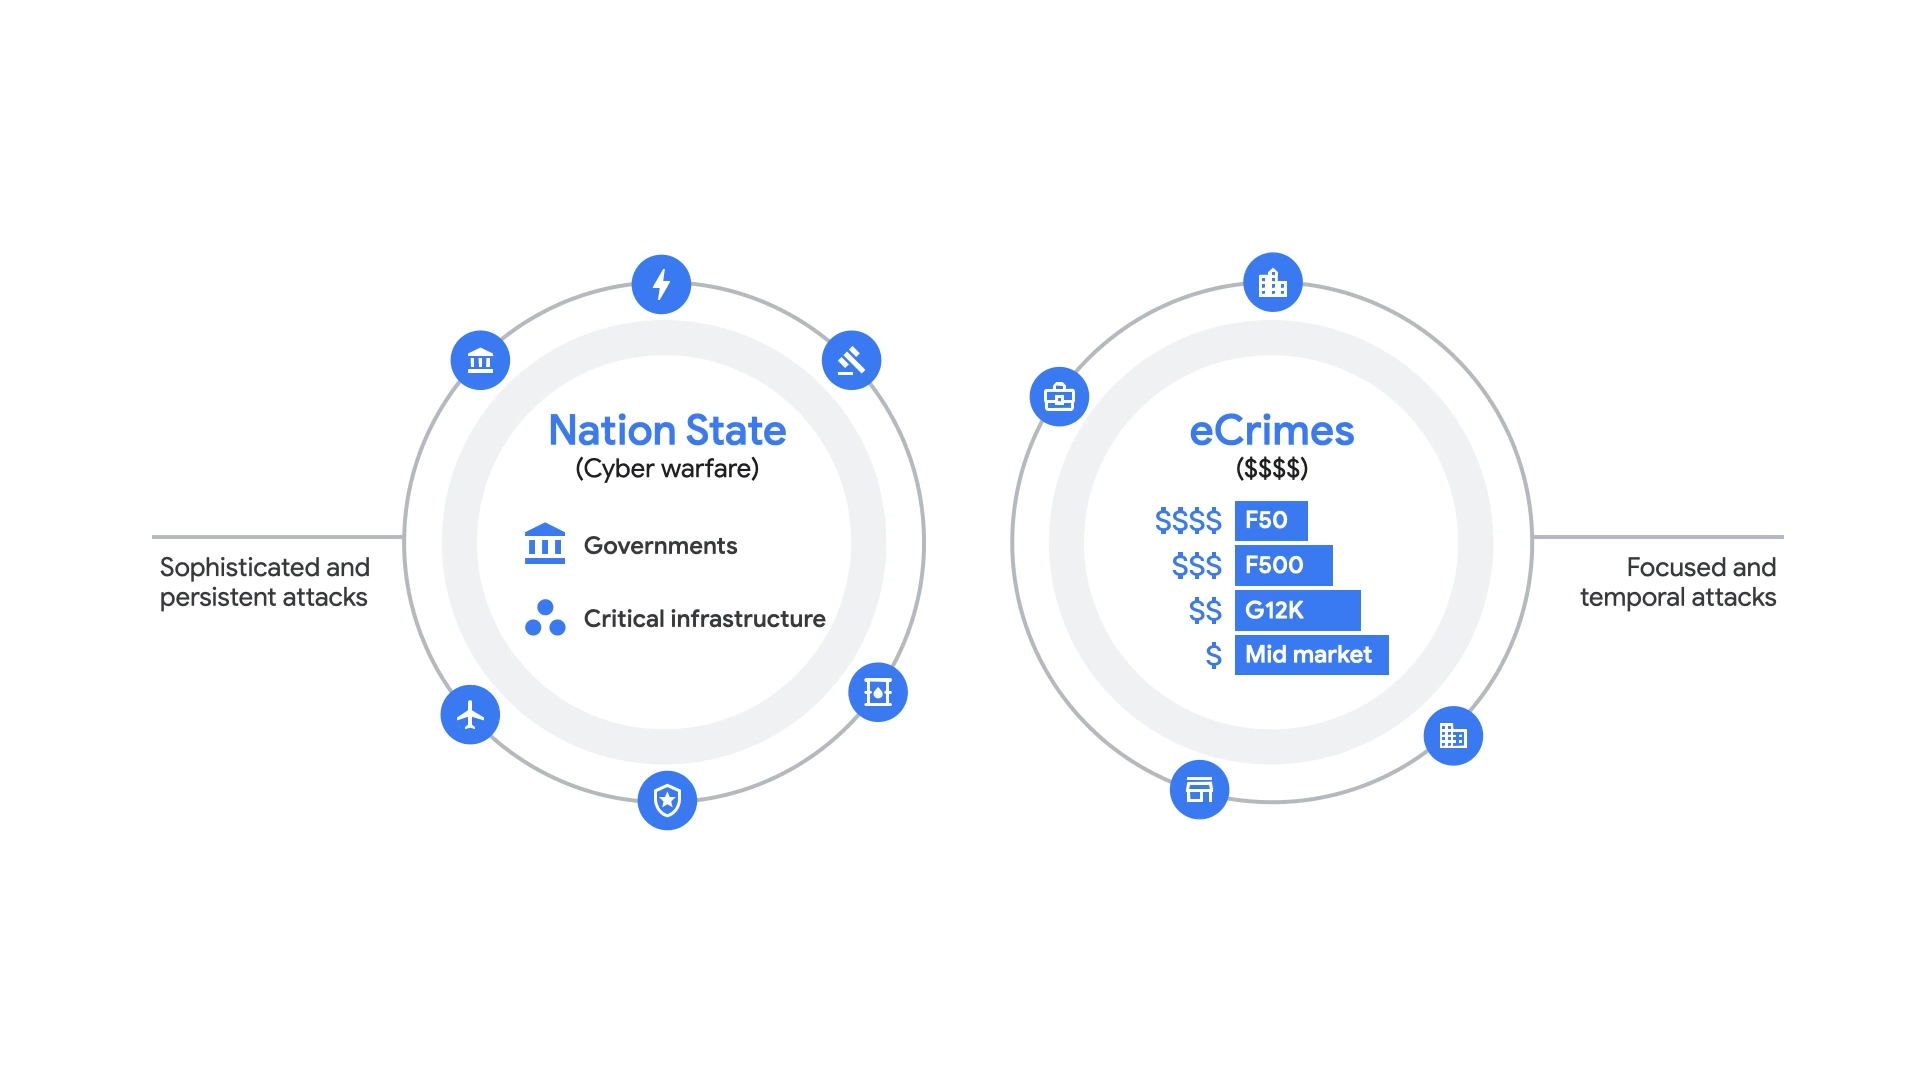 Nation State
(Cyber warfare)
Governments
Critical infrastructure
Sophisticated and
persistent attacks
eCrimes
($$$$)
$$$$ F50
$$$ F500
$$ G12K
$ Mid market
Focused and
temporal attacks